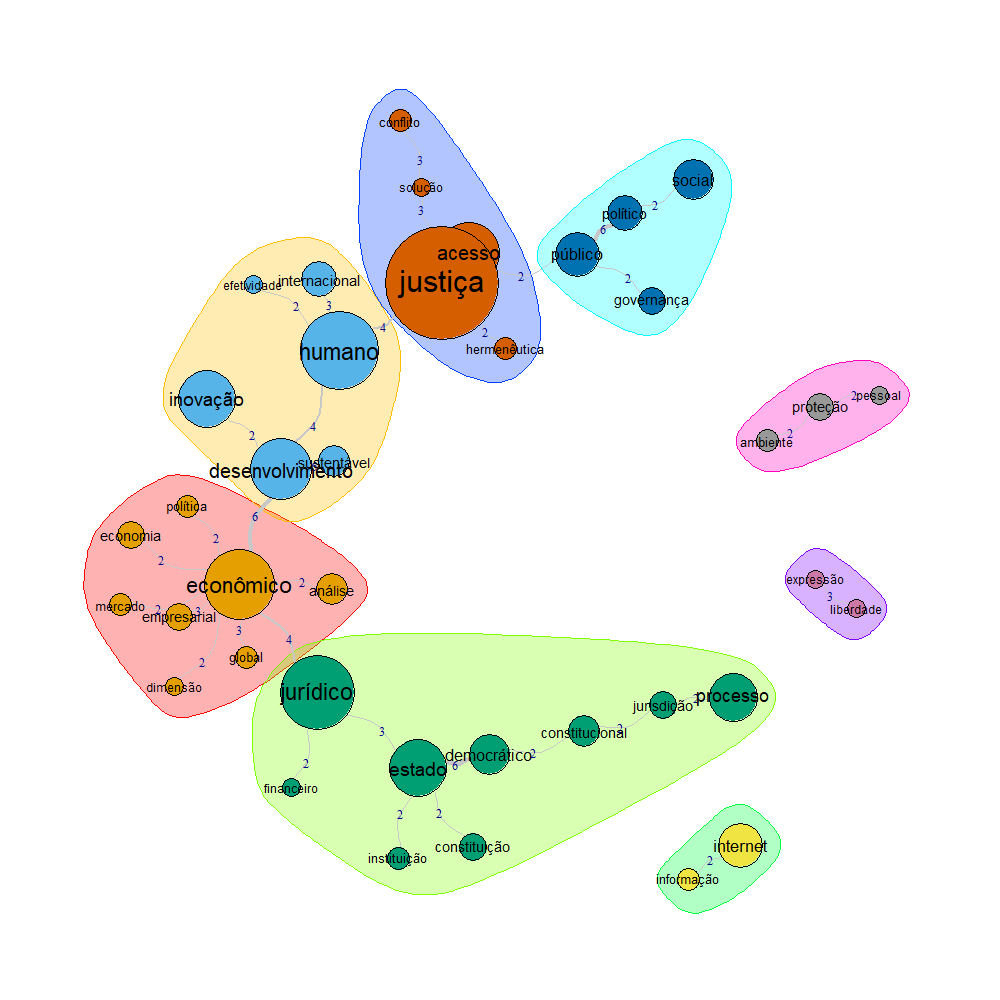 conflito
3
solução
3
acesso
justiça
2
2
hermenêutica
social
2
político
6
público
2
governança
efetividade
internacional
2
3
4
humano
inovação
2
4
desenvolvimento
sustentável
6
política
economia
2
2
econômico
2
análise
mercado
2
3
empresarial
3
4
global
2
dimensão
jurídico
3
2
financeiro
estado
6
democrático
2
constitucional
2
jurisdição
2
processo
2
2
instituição
constituição
2
pessoal
proteção
2
ambiente
expressão
3
liberdade
internet
2
informação